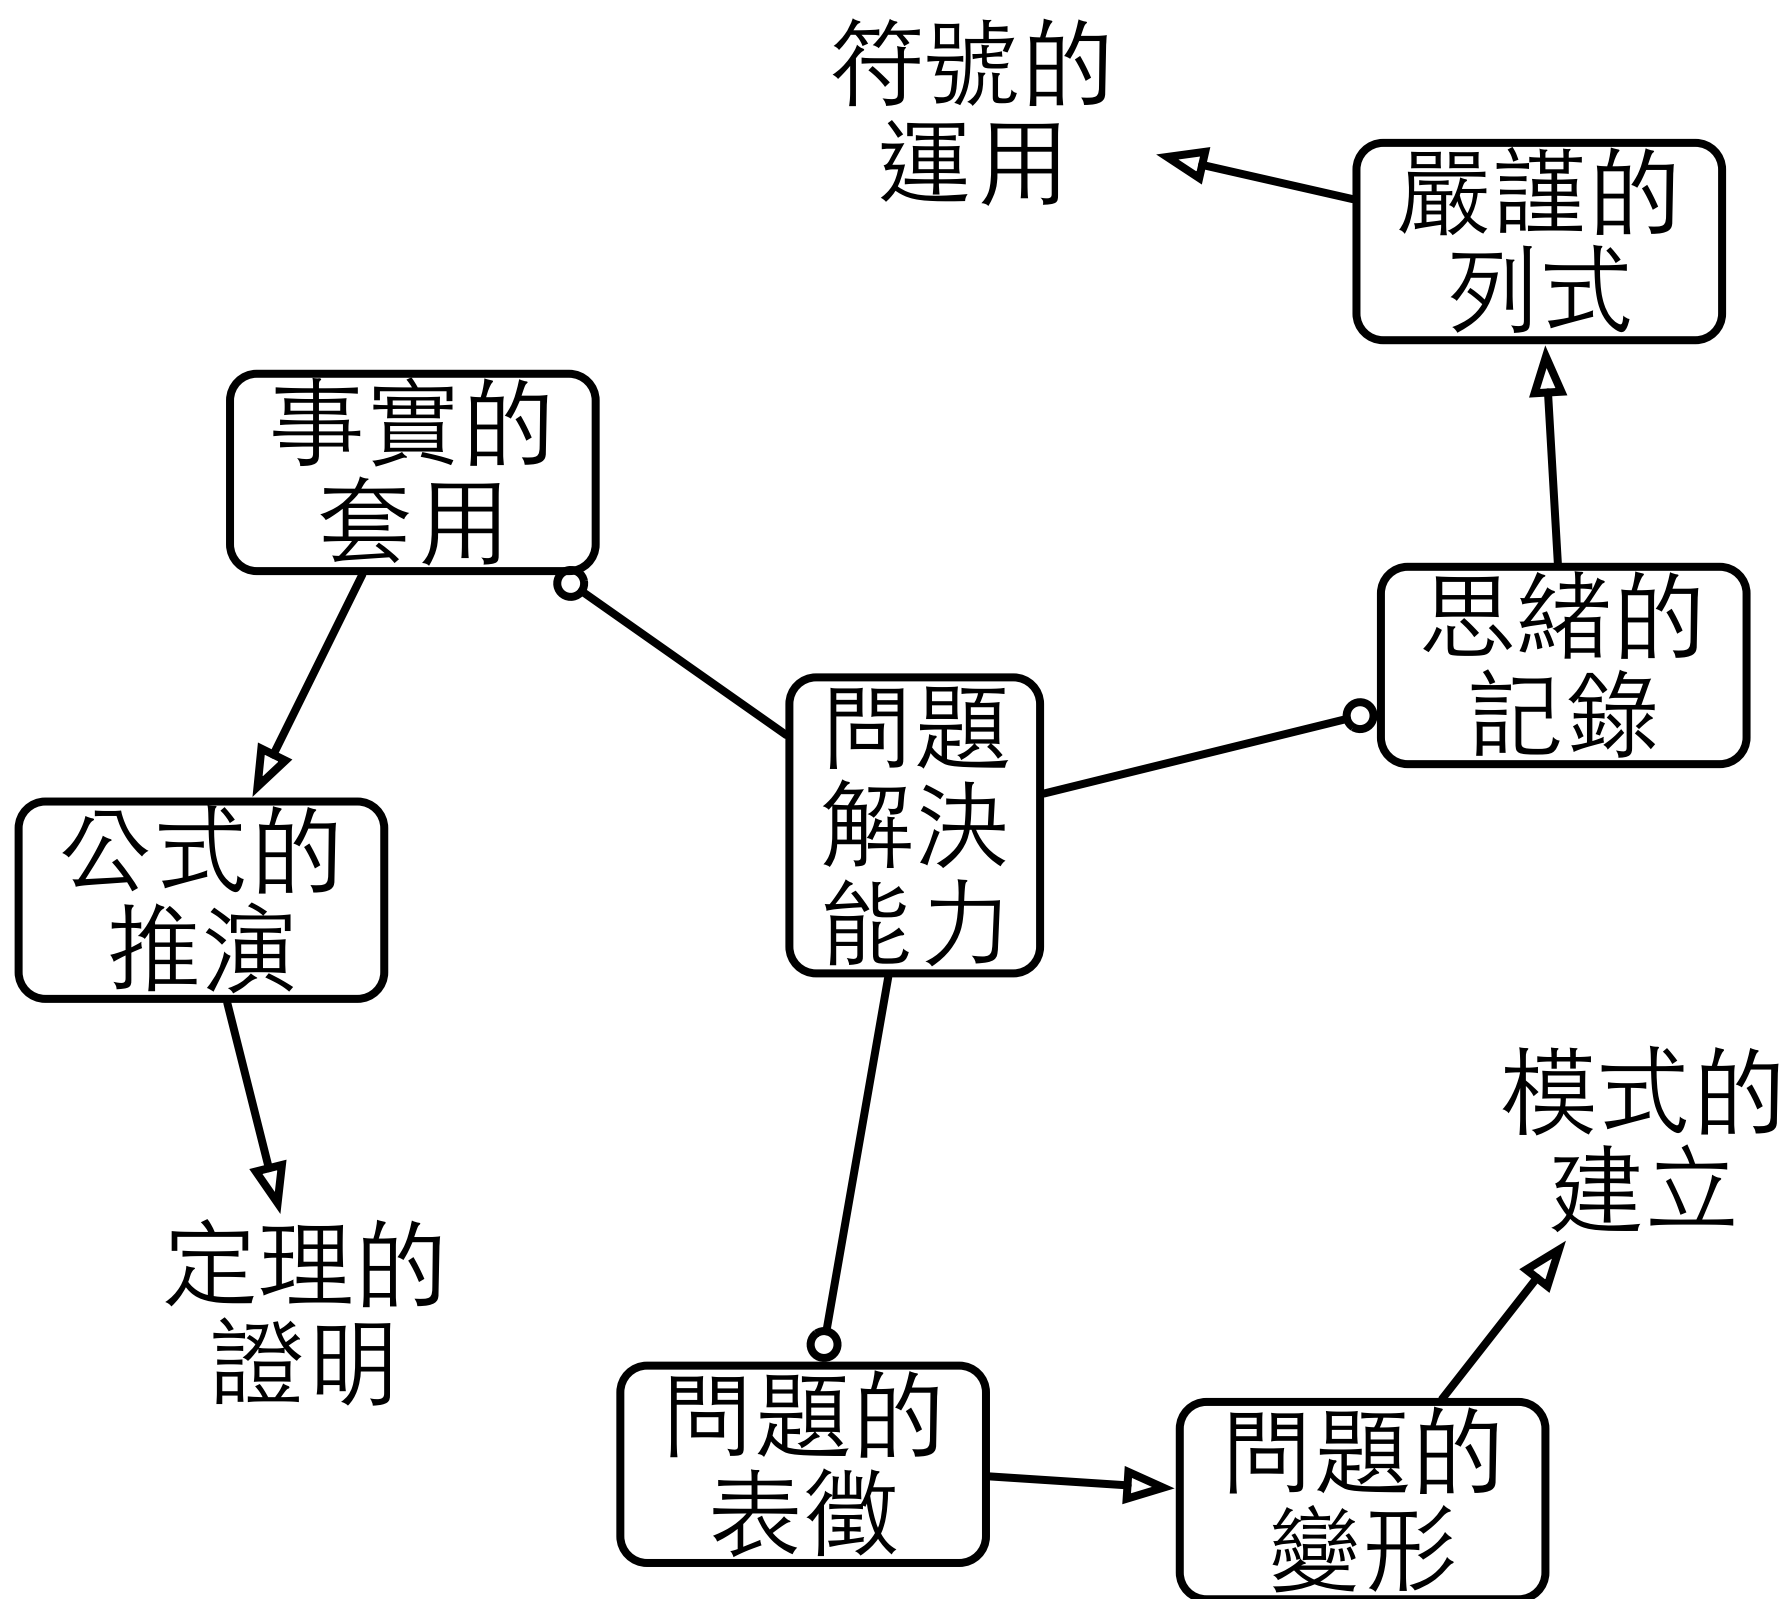 符號的
運用
嚴謹的
列式
事實的
套用
思緒的
記錄
問題
解決
能力
公式的
推演
模式的
建立
定理的
證明
問題的
表徵
問題的
變形